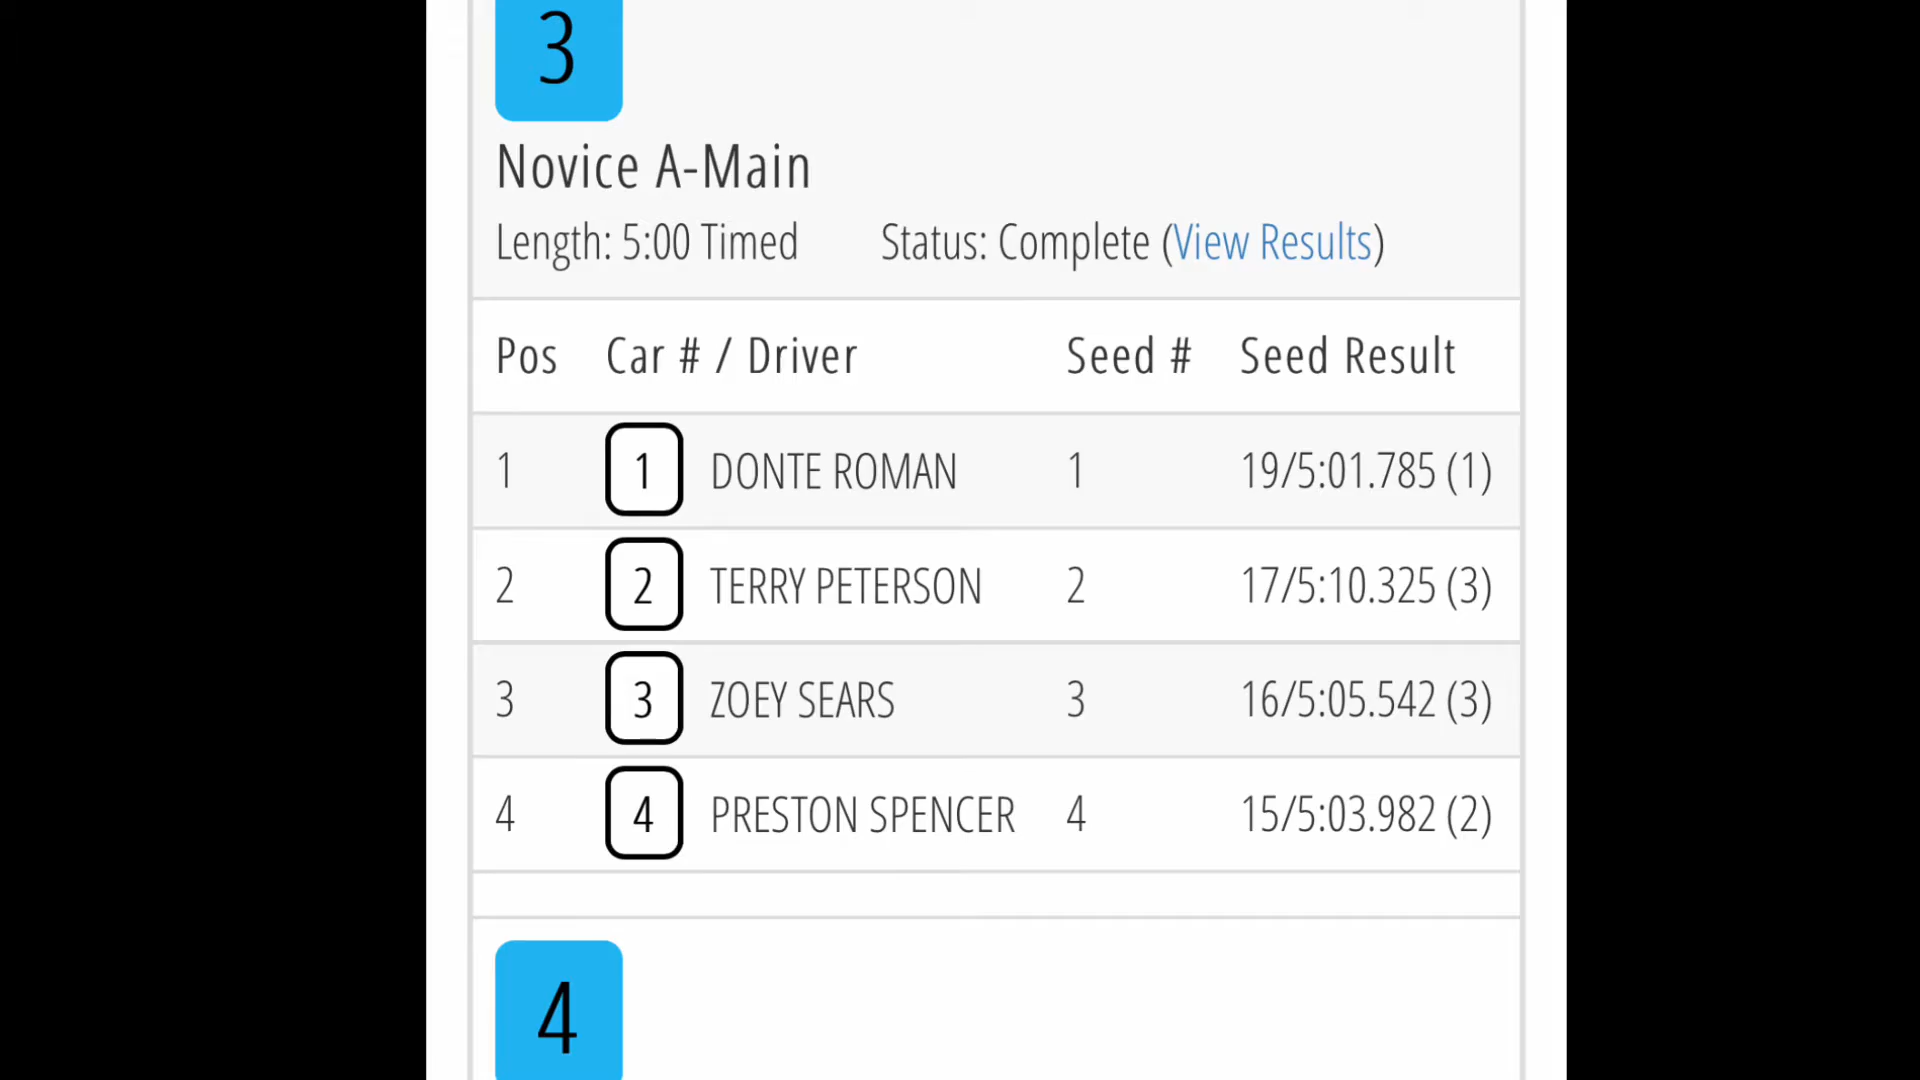 3
Novice A-Main
Length: 5:00 Timed Status: Complete (View Results)
Pos Car # / Driver Seed # Seed Result
1 1 DONTE ROMAN 1 19/5:01.785 (1)
2 2 TERRY PETERSON 2 17/5:10.325 (3)
3 3 ZOEY SEARS 3 16/5:05.542 (3)
4 4 PRESTON SPENCER 4 15/5:03.982 (2)
4